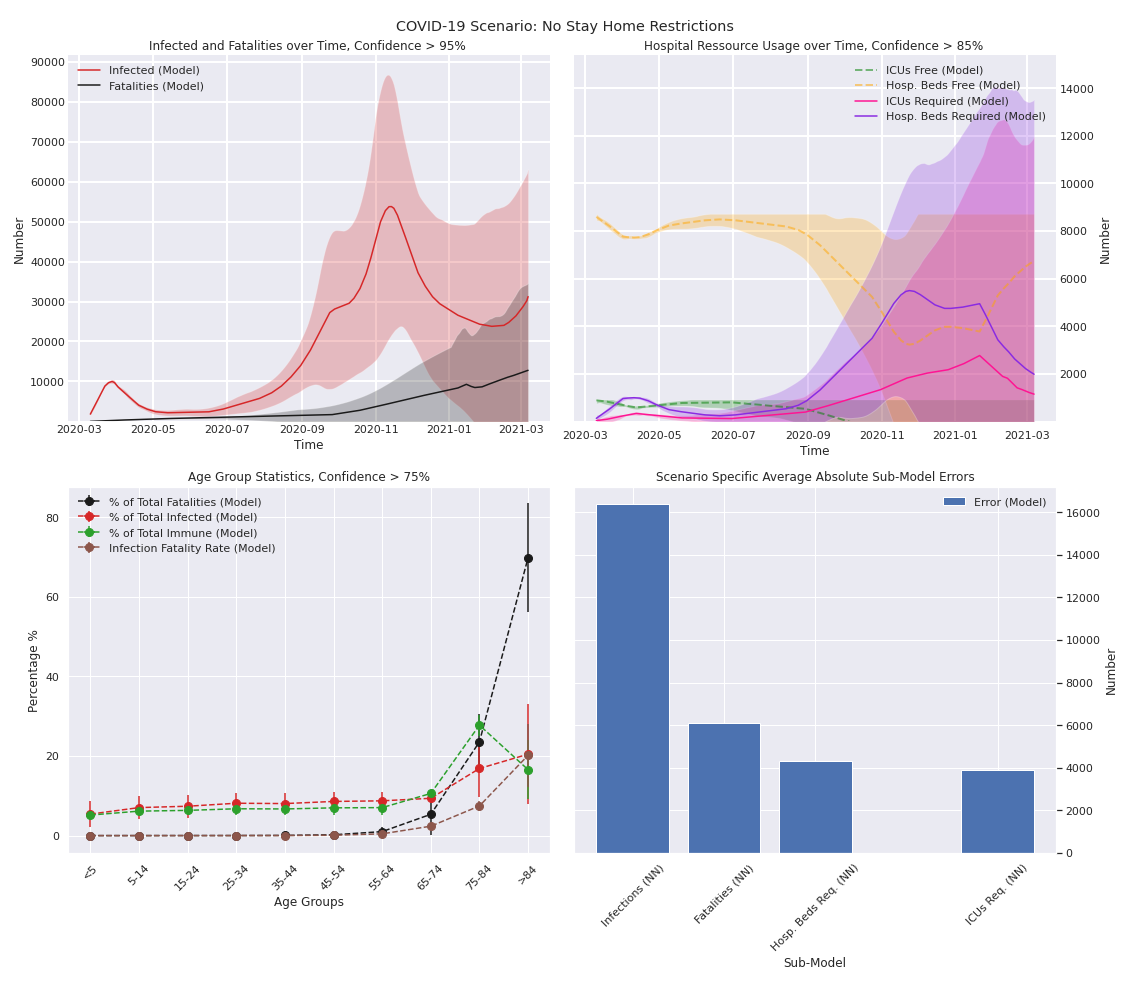 COVID-19 Scenario: No Stay Home Restrictions
Infected and Fatalities over Time, Confidence > 95%
Infected (Model)
Fatalities (Model)
90000
80000
70000
60000
50000
40000
30000
20000
10000
Number
2020-03 2020-05 2020-07 2020-09 2020-11 2021-01 2021-03
Time
Hospital Ressource Usage over Time, Confidence > 85%
ICUs Free (Model)
Hosp. Beds Free (Model)
ICUs Required (Model)
Hosp. Beds Required (Model)
14000
12000
10000
8000
6000
4000
2000
Number
2020-03 2020-05 2020-07 2020-09 2020-11 2021-01 2021-03
Time
Age Group Statistics, Confidence > 75%
% of Total Fatalities (Model)
% of Total Infected (Model)
% of Total Immune (Model)
Infection Fatality Rate (Model)
80
60
40
20
0
Percentage %
<5 5-14 15-24 25-34 35-44 45-54 55-64 65-74 75-84 >84
Age Groups
Scenario Specific Average Absolute Sub-Model Errors
Error (Model)
16000
14000
12000
10000
8000
6000
4000
2000
0
Number
Infections (NN)
Fatalities (NN)
Hosp. Beds Req. (NN)
ICUs Req. (NN)
Sub-Model